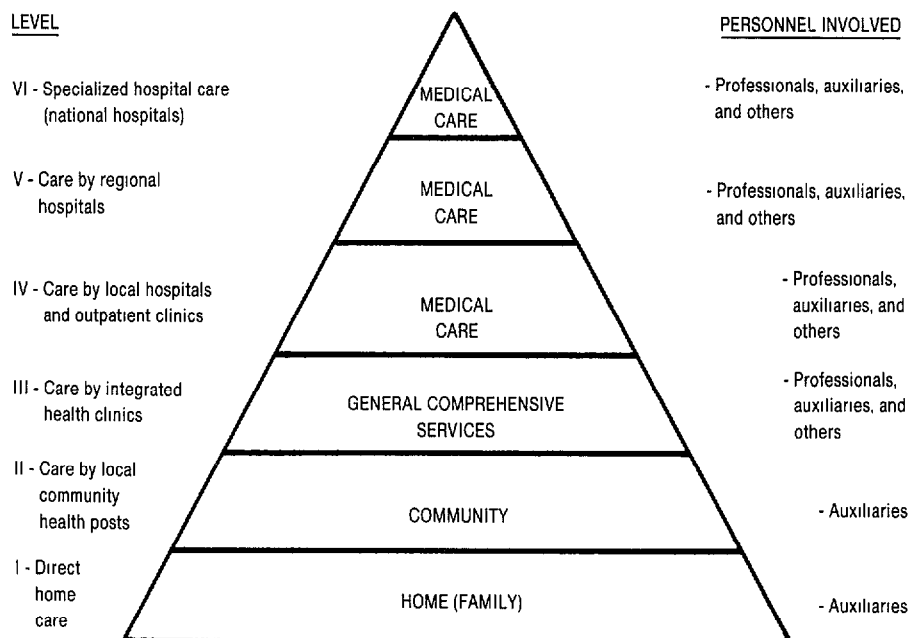 LEVEL
PERSONNEL INVOLVED
VI - Specialized hospital care
(national hospitals)
MEDICAL
CARE
- Professionals, auxiliaries,
and others
V - Care by regional
hospitals
MEDICAL
CARE
- Professionals, auxiliaries,
and others
IV - Care by local hospitals
and outpatient clinics
MEDICAL
CARE
- Professionals,
auxiliaries, and
others
III - Care by integrated
health clinics
GENERAL COMPREHENSIVE
SERVICES
- Professionals,
auxiliaries, and
others
II - Care by local
community
health posts
COMMUNITY
- Auxiliaries
I - Direct
home
care
HOME (FAMILY)
- Auxiliaries